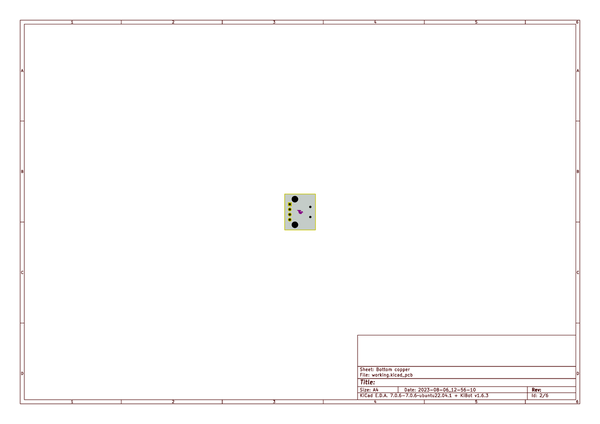 1 2 3 4 5 6
A A
B B
C C
D D
Sheet: Bottom copper
File: working.kicad_pcb
Title:
Size: A4 Date: 2023-08-06_12-56-10 Rev:
KiCad E.D.A. 7.0.6-7.0.6~ubuntu22.04.1 + KiBot v1.6.3 Id: 2/6
1 2 3 4 5 6